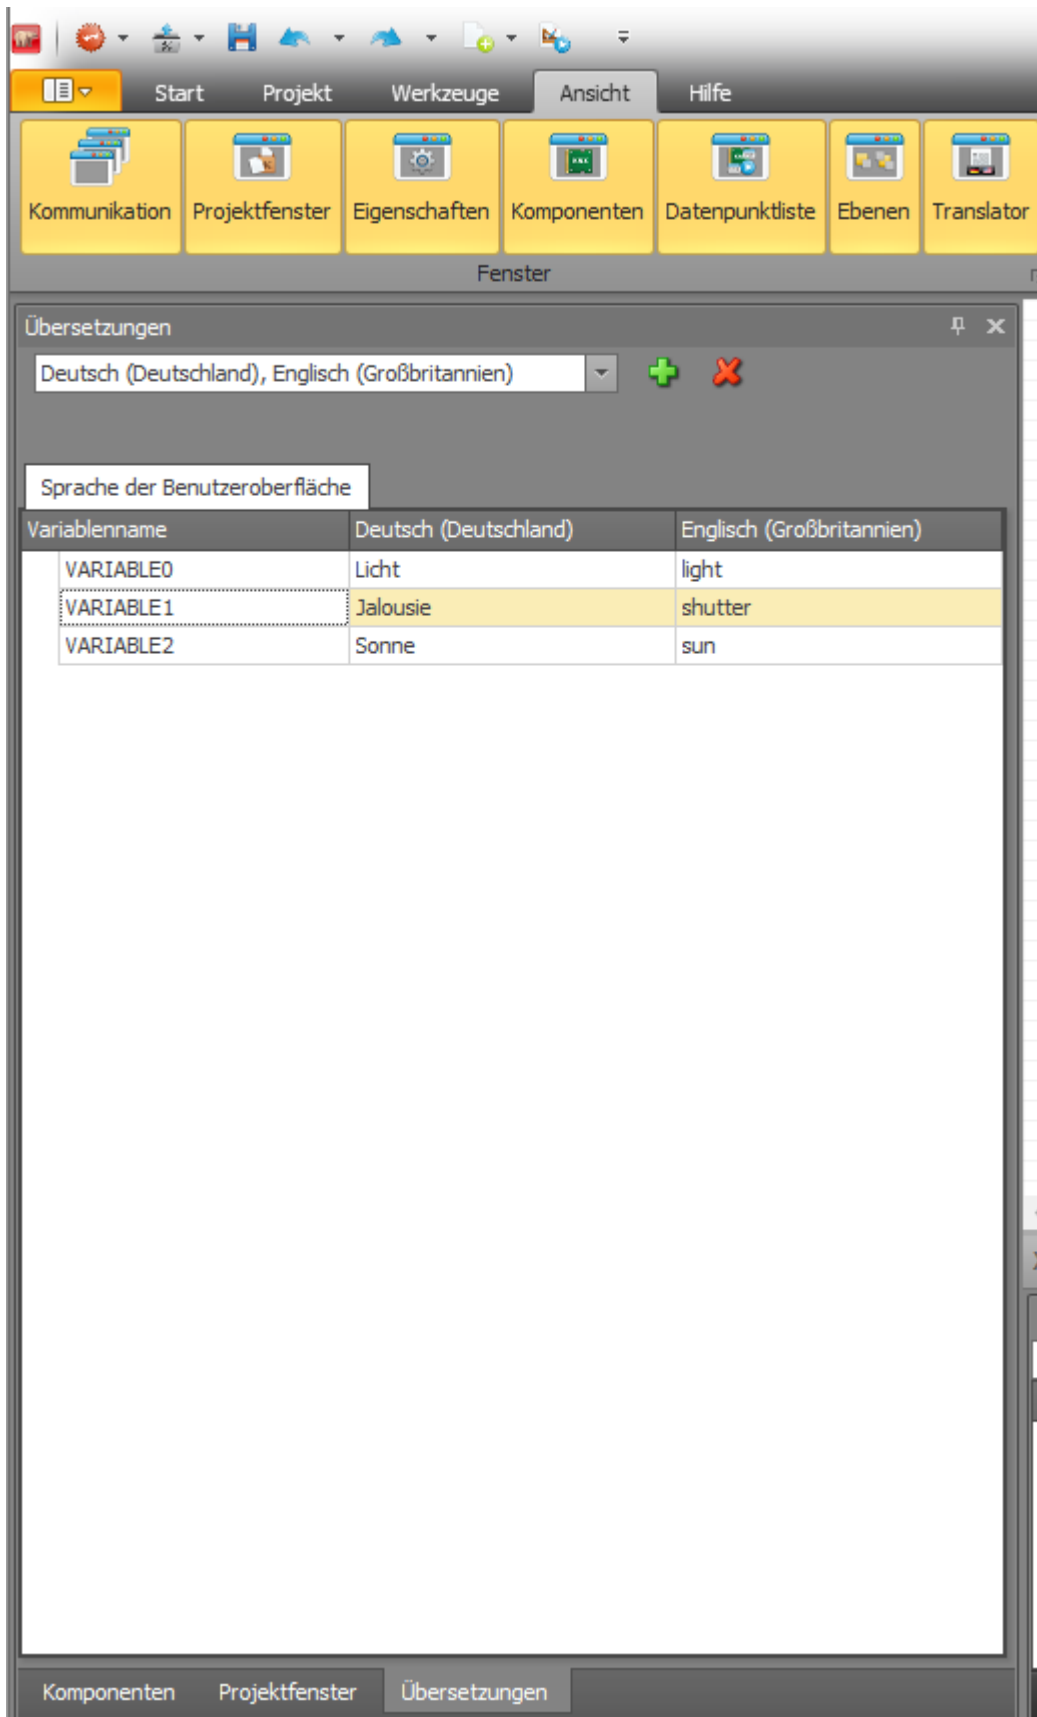 Start Projekt Werkzeuge Ansicht Hilfe
Kommunikation Projektfenster Eigenschaften Komponenten Datenpunktliste Ebenen Translator
Fenster
Übersetzungen
Deutsch (Deutschland), Englisch (Großbritannien)
Sprache der Benutzeroberfläche
Variablenname Deutsch (Deutschland) Englisch (Großbritannien)
VARIABLE0 Licht light
VARIABLE1 Jalousie shutter
VARIABLE2 Sonne sun
Komponenten Projektfenster Übersetzungen